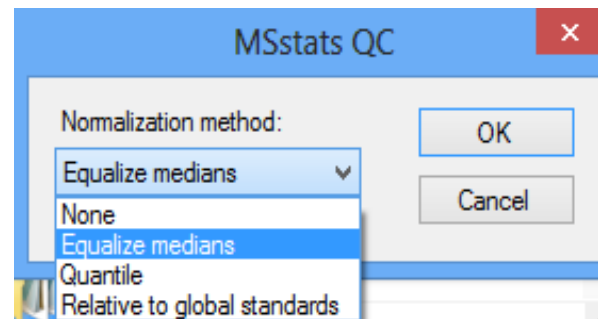 MSstats QC
×
Normalization method:
OK
Equalize medians
Cancel
None
Equalize medians
Quantile
Relative to global standards